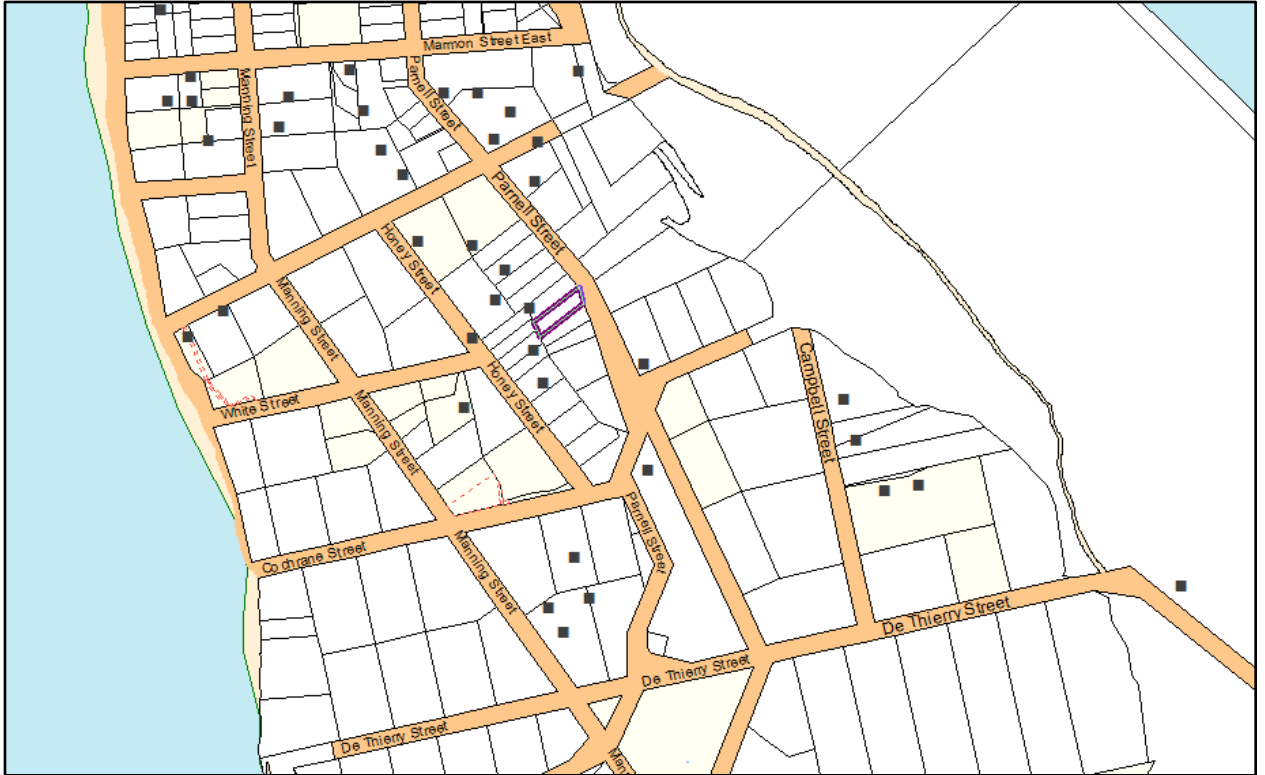 Marmon Street East
Parnell Street
Manning Street
Parnell Street
Honey Street
Manning Street
Honey Street
Campbell Street
White Street
Manning Street
Parnell Street
Cochrane Street
Manning Street
De Thierry Street
De Thierry Street
De Thierry Street
Mann